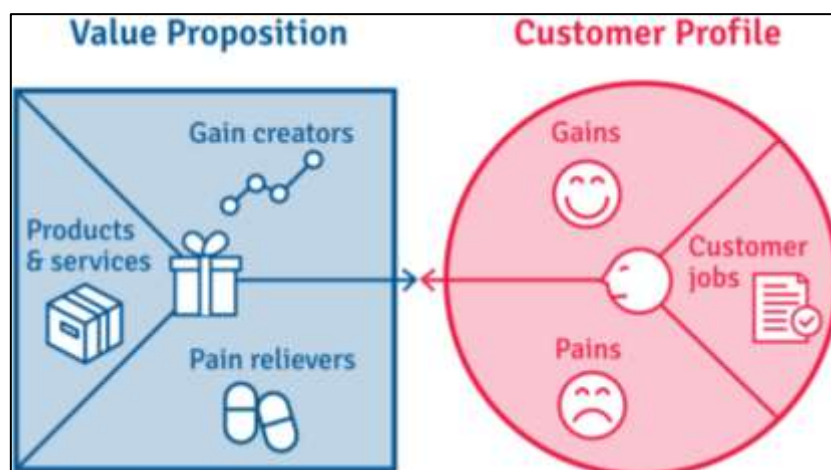 Value Proposition
Customer Profile
Gain creators
Products
& services
Pain relievers
Gains
Customer
jobs
Pains